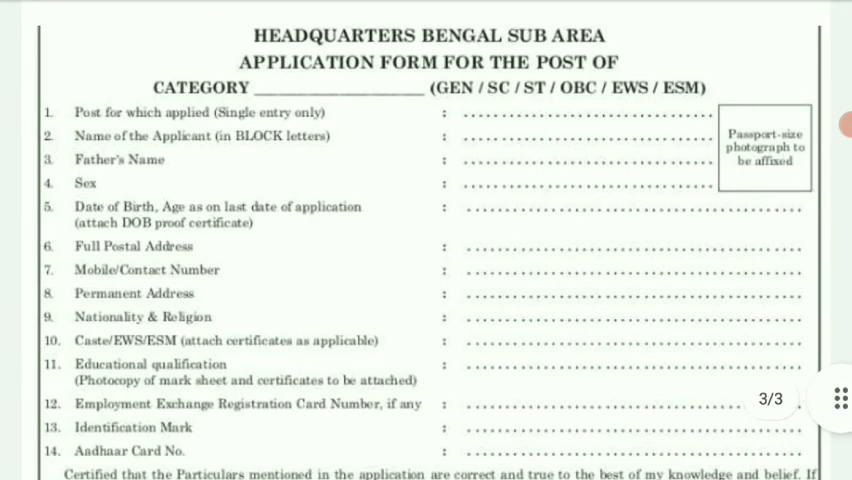 HEADQUARTERS BENGAL SUB AREA
APPLICATION FORM FOR THE POST OF
CATEGORY ____________________ (GEN / SC / ST / OBC / EWS / ESM)
1. Post for which applied (Single entry only) : ................................
2. Name of the Applicant (in BLOCK letters) : ................................
3. Father's Name : ................................
4. Sex : ................................
Passport-size
photograph to
be affixed
5. Date of Birth, Age as on last date of application : ...........................................
(attach DOB proof certificate)
6. Full Postal Address : ...........................................
7. Mobile/Contact Number : ...........................................
8. Permanent Address : ...........................................
9. Nationality & Religion : ...........................................
10. Caste/EWS/ESM (attach certificates as applicable) : ...........................................
11. Educational qualification : ...........................................
(Photocopy of mark sheet and certificates to be attached)
12. Employment Exchange Registration Card Number, if any : ...........................................
3/3
13. Identification Mark : ...........................................
14. Aadhaar Card No. : ...........................................
Certified that the Particulars mentioned in the application are correct and true to the best of my knowledge and belief. If